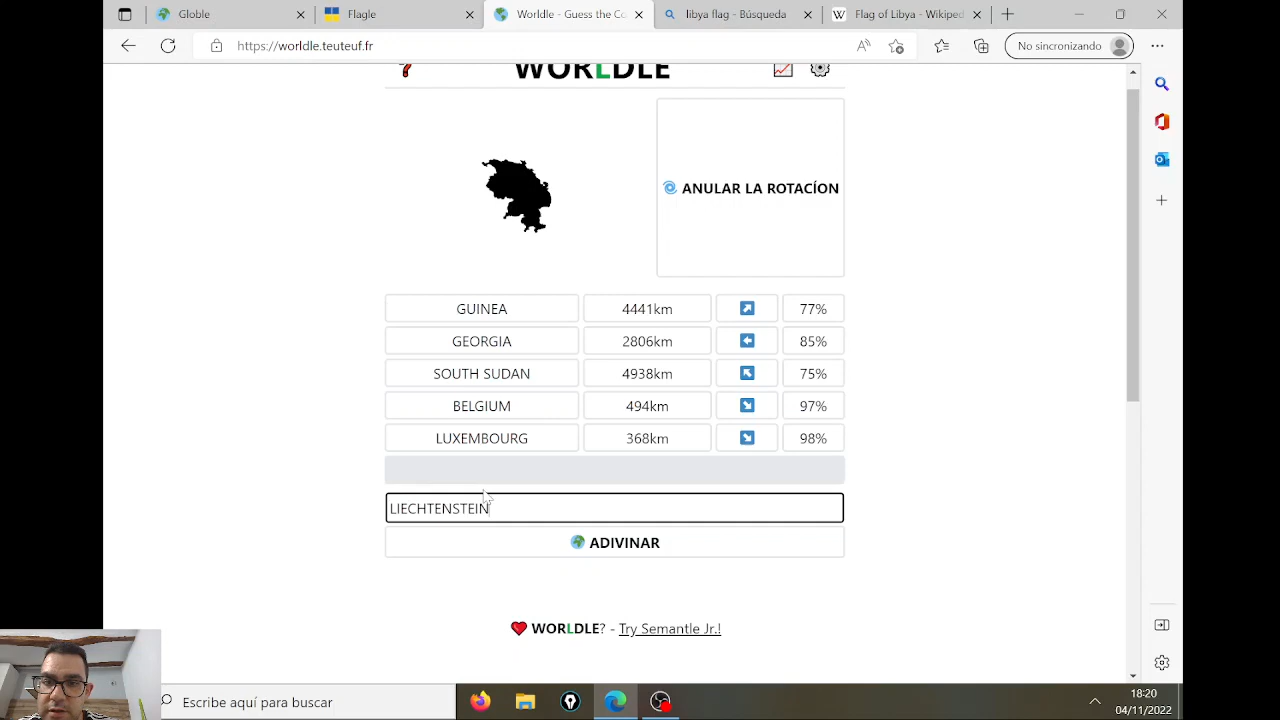 Globle
Flagle
Worldle - Guess the Co
libya flag - Búsqueda
Flag of Libya - Wikiped
https://worldle.teuteuf.fr
No sincronizando
WORLDLE
ANULAR LA ROTACÍON
GUINEA 4441km 77%
GEORGIA 2806km 85%
SOUTH SUDAN 4938km 75%
BELGIUM 494km 97%
LUXEMBOURG 368km 98%
LIECHTENSTEIN
ADIVINAR
WORLDLE? - Try Semantle Jr.!
Escribe aquí para buscar
18:20
04/11/2022